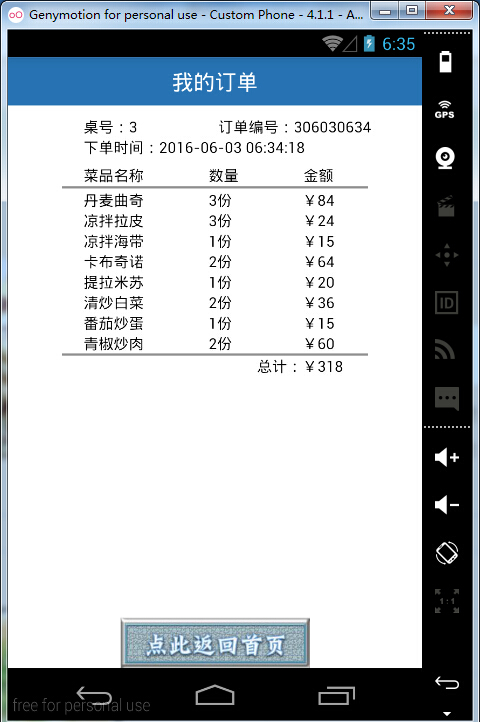 Genymotion for personal use - Custom Phone - 4.1.1 - A...
6:35
我的订单
GPS
桌号：3 订单编号：306030634
下单时间：2016-06-03 06:34:18
菜品名称 数量 金额
丹麦曲奇 3份 ￥84
凉拌拉皮 3份 ￥24
凉拌海带 1份 ￥15
卡布奇诺 2份 ￥64
提拉米苏 1份 ￥20
清炒白菜 2份 ￥36
番茄炒蛋 1份 ￥15
青椒炒肉 2份 ￥60
总计：￥318
ID
1:1
点此返回首页
free for personal use